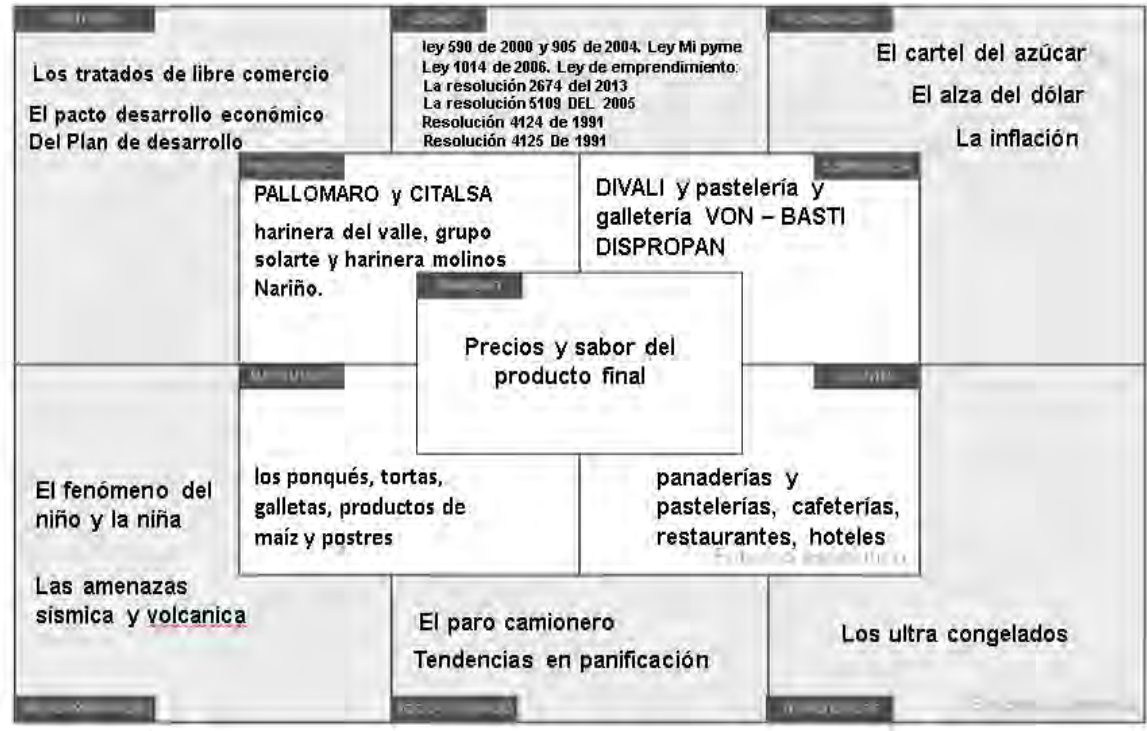 Los tratados de libre comercio
El pacto desarrollo económico
Del Plan de desarrollo
ley 590 de 2000 y 905 de 2004. Ley Mi pyme
Ley 1014 de 2006. Ley de emprendimiento.
La resolución 2674 del 2013
La resolución 5109 DEL 2005
Resolución 4124 de 1991
Resolución 4125 De 1991
El cartel del azúcar
El alza del dólar
La inflación
PALLOMARO y CITALSA
harinera del valle, grupo
solarte y harinera molinos
Nariño.
DIVALI y pastelería y
galletería VON – BASTI
DISPROPAN
Precios y sabor del
producto final
los ponqués, tortas,
galletas, productos de
maíz y postres
panaderías y
pastelerías, cafeterías,
restaurantes, hoteles
El fenómeno del
niño y la niña
Las amenazas
sísmica y volcanica
El paro camionero
Tendencias en panificación
Los ultra congelados